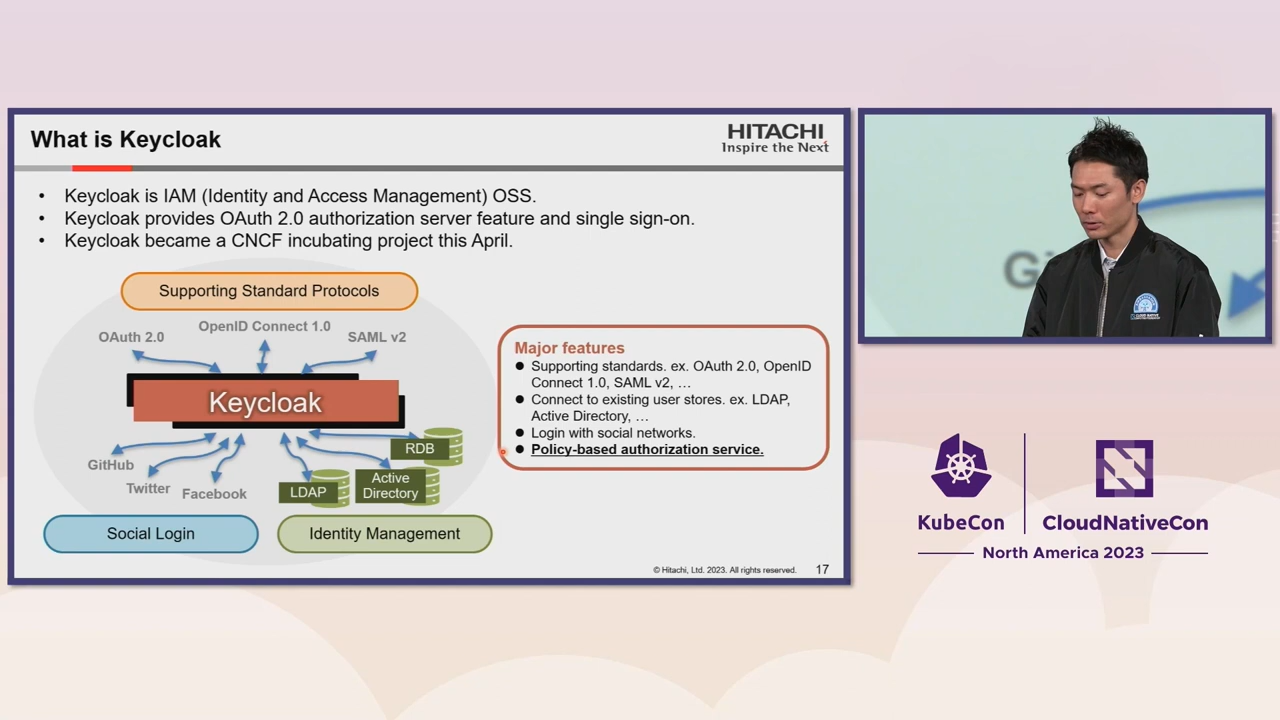 What is Keycloak
HITACHI
Inspire the Next
• Keycloak is IAM (Identity and Access Management) OSS.
• Keycloak provides OAuth 2.0 authorization server feature and single sign-on.
• Keycloak became a CNCF incubating project this April.
Supporting Standard Protocols
OAuth 2.0
OpenID Connect 1.0
SAML v2
Keycloak
GitHub
Twitter
Facebook
LDAP
Active
Directory
RDB
Social Login
Identity Management
Major features
● Supporting standards. ex. OAuth 2.0, OpenID
Connect 1.0, SAML v2, …
● Connect to existing user stores. ex. LDAP,
Active Directory, …
● Login with social networks.
● Policy-based authorization service.
© Hitachi, Ltd. 2023. All rights reserved.
17
Gi
KubeCon
CloudNativeCon
North America 2023